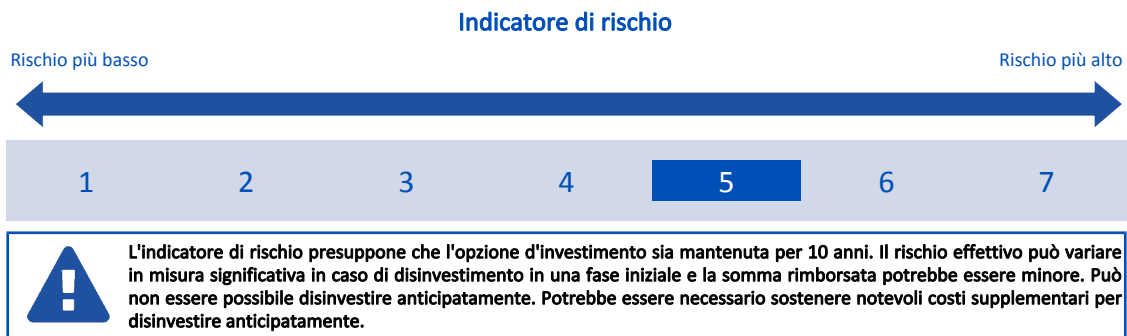 Indicatore di rischio
Rischio più basso
Rischio più alto
1 2 3 4 5 6 7
L'indicatore di rischio presuppone che l'opzione d'investimento sia mantenuta per 10 anni. Il rischio effettivo può variare
in misura significativa in caso di disinvestimento in una fase iniziale e la somma rimborsata potrebbe essere minore. Può
non essere possibile disinvestire anticipatamente. Potrebbe essere necessario sostenere notevoli costi supplementari per
disinvestire anticipatamente.